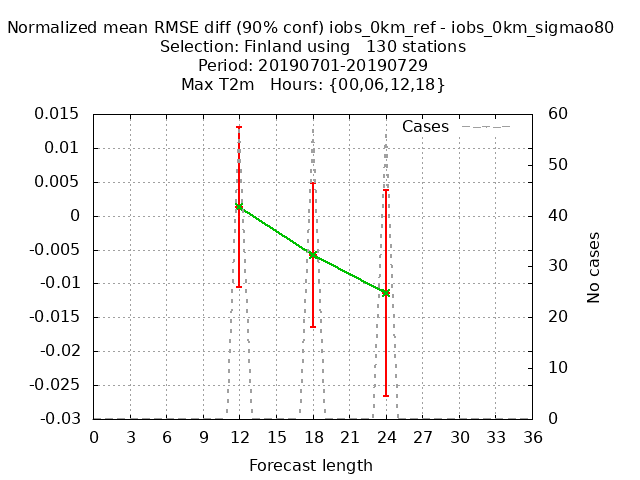 Normalized mean RMSE diff (90% conf) iobs_0km_ref - iobs_0km_sigmao80
Selection: Finland using   130 stations
Period: 20190701-20190729
Max T2m   Hours: {00,06,12,18}
Cases
0.015
0.01
0.005
0
-0.005
-0.01
-0.015
-0.02
-0.025
-0.03
60
50
40
30
20
10
0
No cases
0 3 6 9 12 15 18 21 24 27 30 33 36
Forecast length